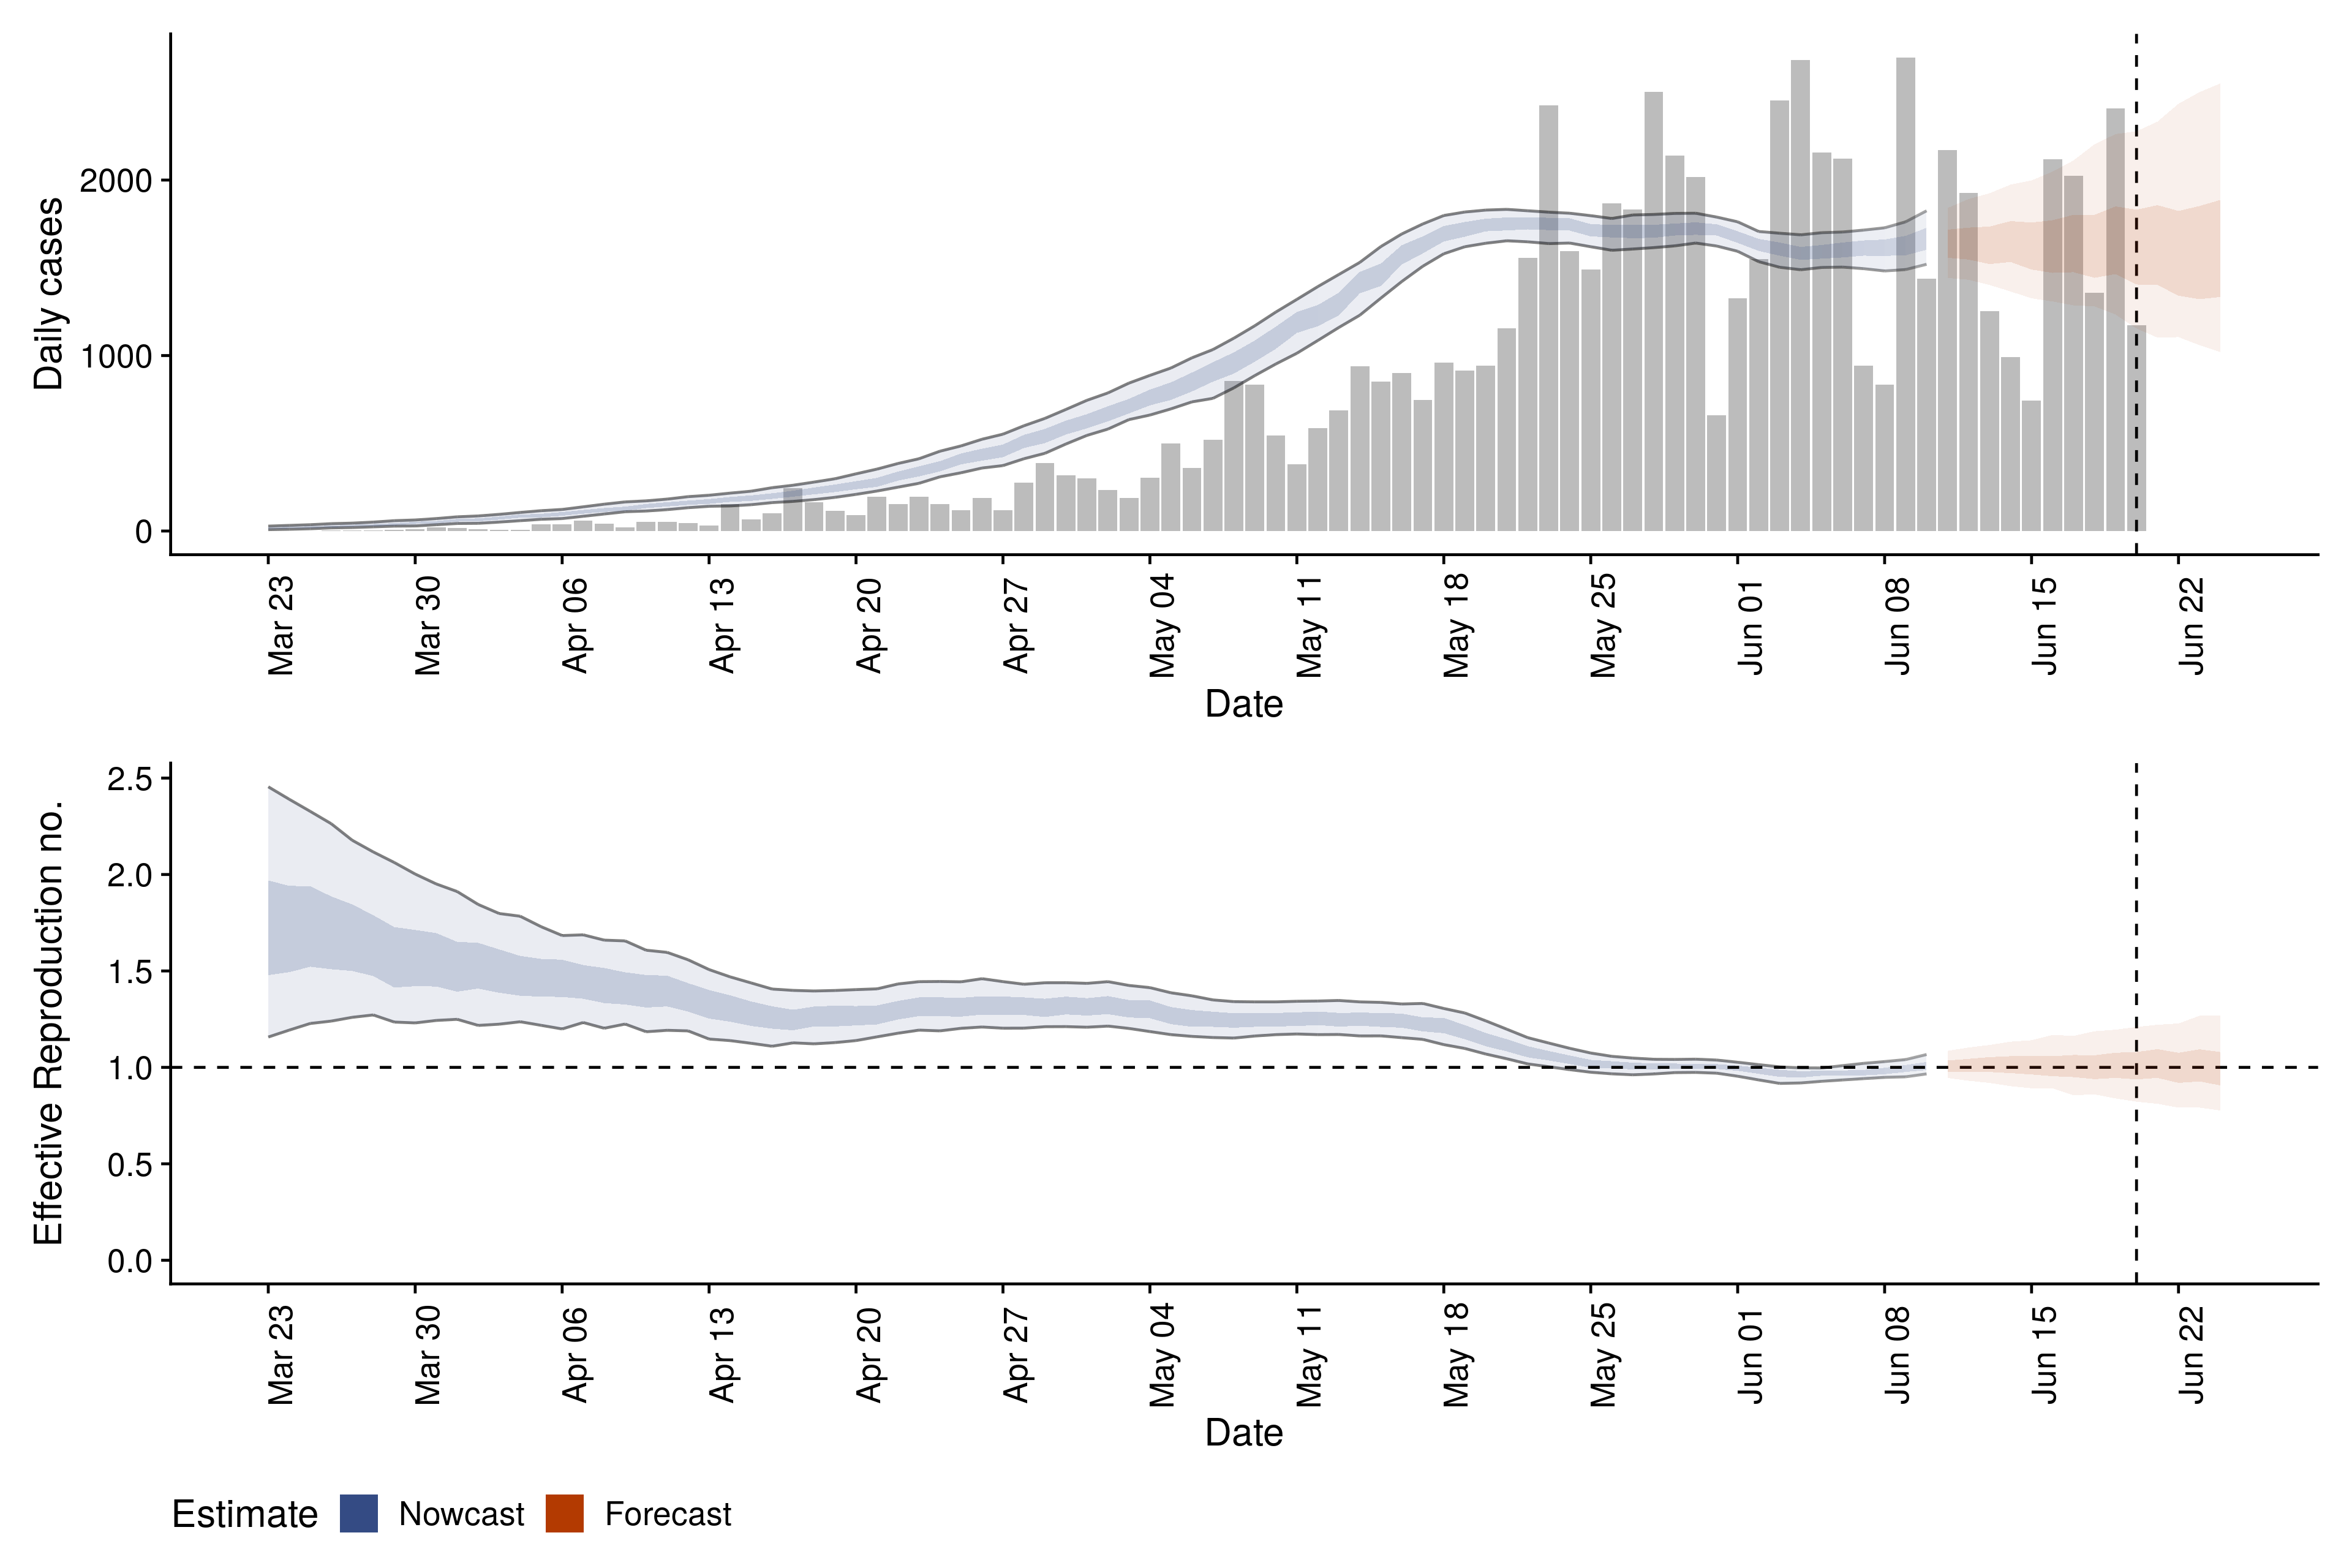 Daily cases
2000
1000
0
Mar 23
Mar 30
Apr 06
Apr 13
Apr 20
Apr 27
May 04
May 11
May 18
May 25
Jun 01
Jun 08
Jun 15
Jun 22
Date
Effective Reproduction no.
2.5
2.0
1.5
1.0
0.5
0.0
Mar 23
Mar 30
Apr 06
Apr 13
Apr 20
Apr 27
May 04
May 11
May 18
May 25
Jun 01
Jun 08
Jun 15
Jun 22
Date
Estimate Nowcast Forecast